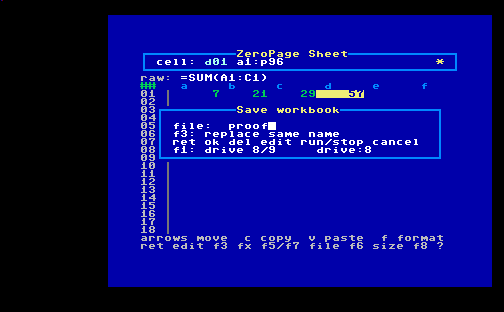 ZeroPage Sheet
cell: d01 a1:p96 *
raw: =SUM(A1:C1)
## a b c d e f
01 7 21 29 57
02
03 Save workbook
04
05 file: proof
06 f3: replace same name
07 ret ok del edit run/stop cancel
08 f1: drive 8/9 drive:8
09
10
11
12
13
14
15
16
17
18
arrows move c copy v paste f format
ret edit f3 fx f5/f7 file f6 size f8 ?